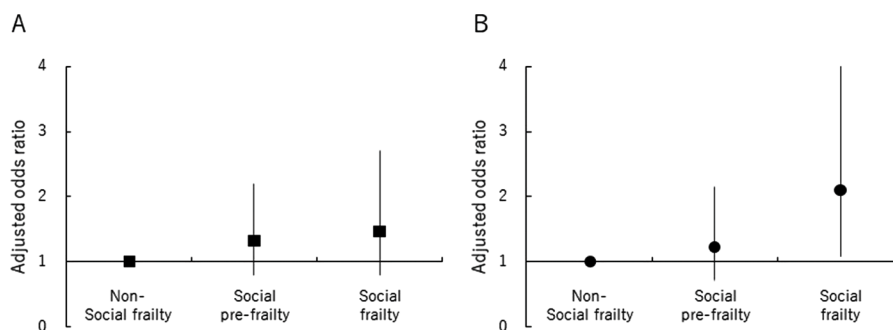 A
4
3
2
1
0
Adjusted odds ratio
Non-
Social frailty
Social
pre-frailty
Social
frailty
B
4
3
2
1
0
Adjusted odds ratio
Non-
Social frailty
Social
pre-frailty
Social
frailty